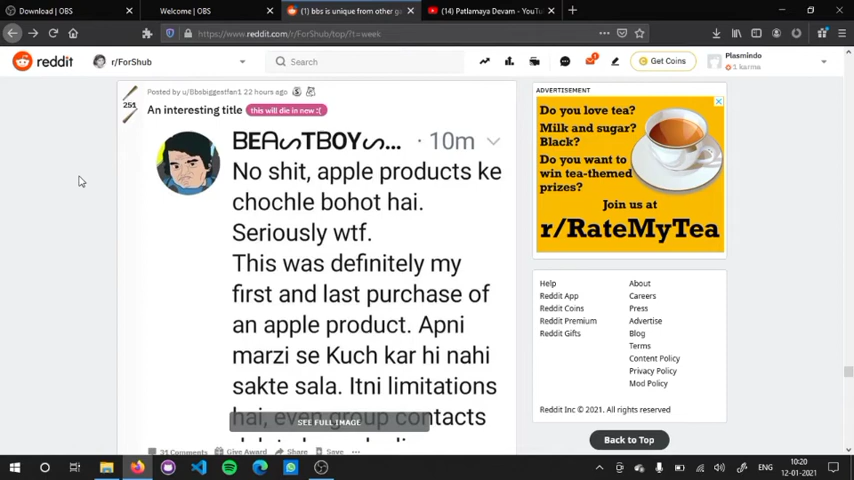 Download | OBS
Welcome | OBS
bbs is unique from other ga
(14) Patlamaya Devam - YouT
https://www.reddit.com/r/ForShub/top/?t=week
reddit
r/ForShub
Search
Get Coins
Plasmindo
1 karma
Posted by u/Bbsbiggestfan1 22 hours ago
251
An interesting title
this will die in new :(
BEAᔕTBOYᔕ... · 10m
No shit, apple products ke
chochle bohot hai.
Seriously wtf.
This was definitely my
first and last purchase of
an apple product. Apni
marzi se Kuch kar hi nahi
sakte sala. Itni limitations
hai, even group contacts
SEE FULL IMAGE
31 Comments
Give Award
Share
Save
ADVERTISEMENT
Do you love tea?
Milk and sugar?
Black?
Do you want to
win tea-themed
prizes?
Join us at
r/RateMyTea
Help
About
Reddit App
Careers
Reddit Coins
Press
Reddit Premium
Advertise
Reddit Gifts
Blog
Terms
Content Policy
Privacy Policy
Mod Policy
Reddit Inc © 2021. All rights reserved
Back to Top
ENG
10:20
12-01-2021